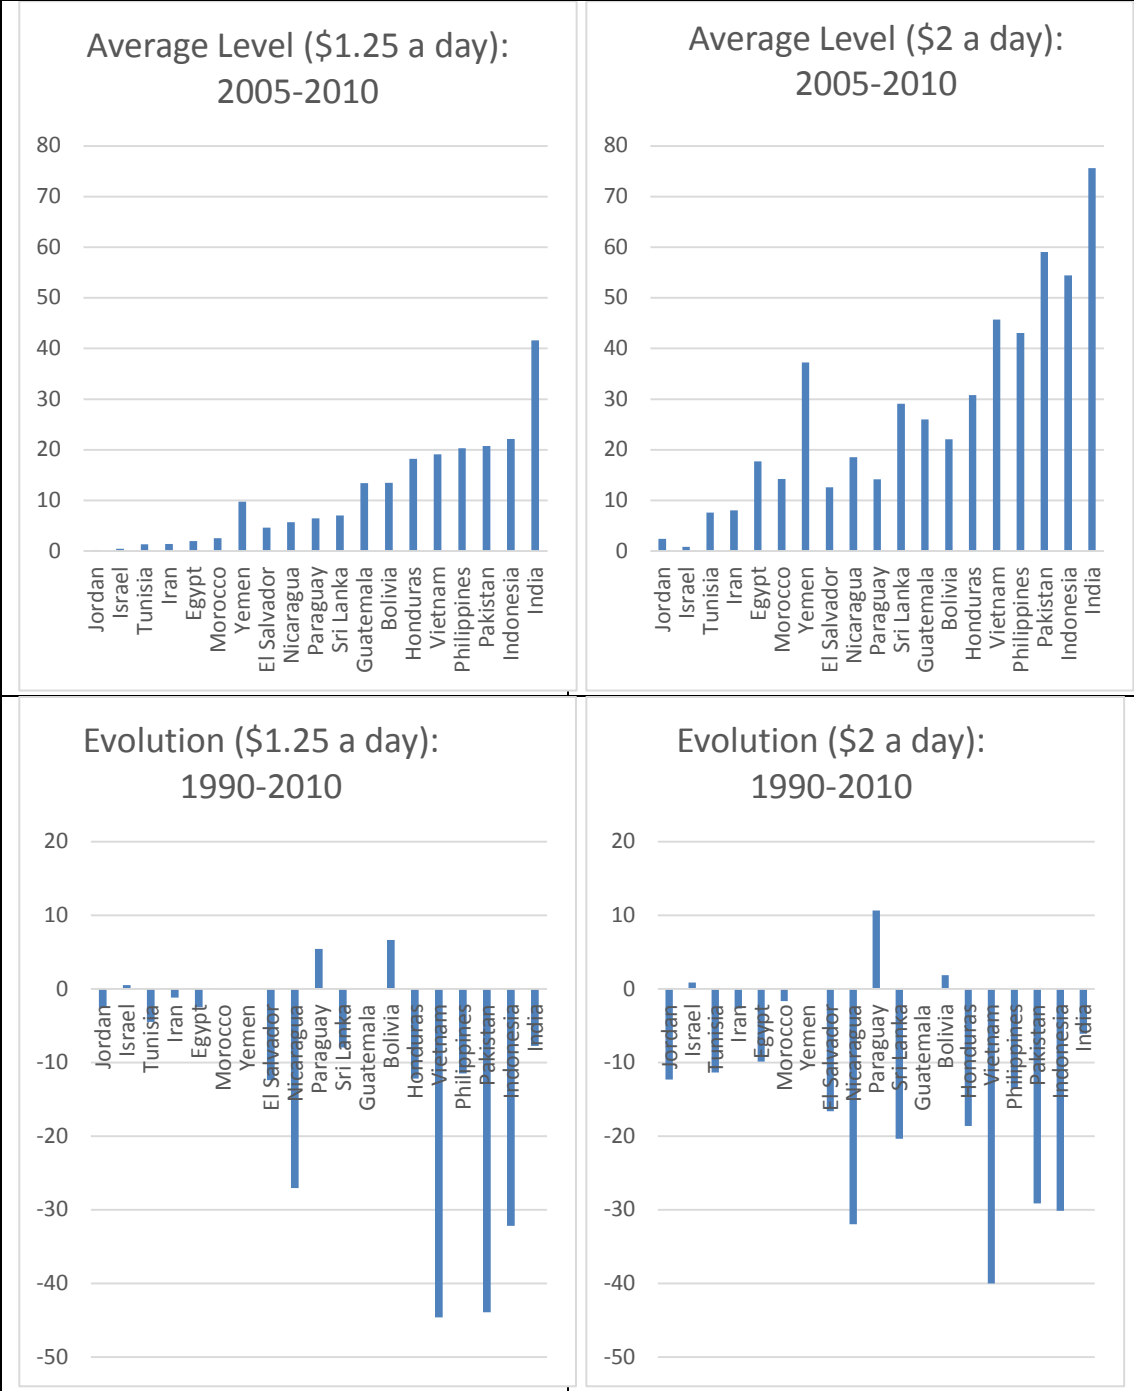 Average Level ($1.25 a day):
2005-2010
80
70
60
50
40
30
20
10
0
Jordan
Israel
Tunisia
Iran
Egypt
Morocco
Yemen
El Salvador
Nicaragua
Paraguay
Sri Lanka
Guatemala
Bolivia
Honduras
Vietnam
Philippines
Pakistan
Indonesia
India
Average Level ($2 a day):
2005-2010
80
70
60
50
40
30
20
10
0
Jordan
Israel
Tunisia
Iran
Egypt
Morocco
Yemen
El Salvador
Nicaragua
Paraguay
Sri Lanka
Guatemala
Bolivia
Honduras
Vietnam
Philippines
Pakistan
Indonesia
India
Evolution ($1.25 a day):
1990-2010
20
10
0
-10
-20
-30
-40
-50
Jordan
Israel
Tunisia
Iran
Egypt
Morocco
Yemen
El Salvador
Nicaragua
Paraguay
Sri Lanka
Guatemala
Bolivia
Honduras
Vietnam
Philippines
Pakistan
Indonesia
India
Evolution ($2 a day):
1990-2010
20
10
0
-10
-20
-30
-40
-50
Jordan
Israel
Tunisia
Iran
Egypt
Morocco
Yemen
El Salvador
Nicaragua
Paraguay
Sri Lanka
Guatemala
Bolivia
Honduras
Vietnam
Philippines
Pakistan
Indonesia
India